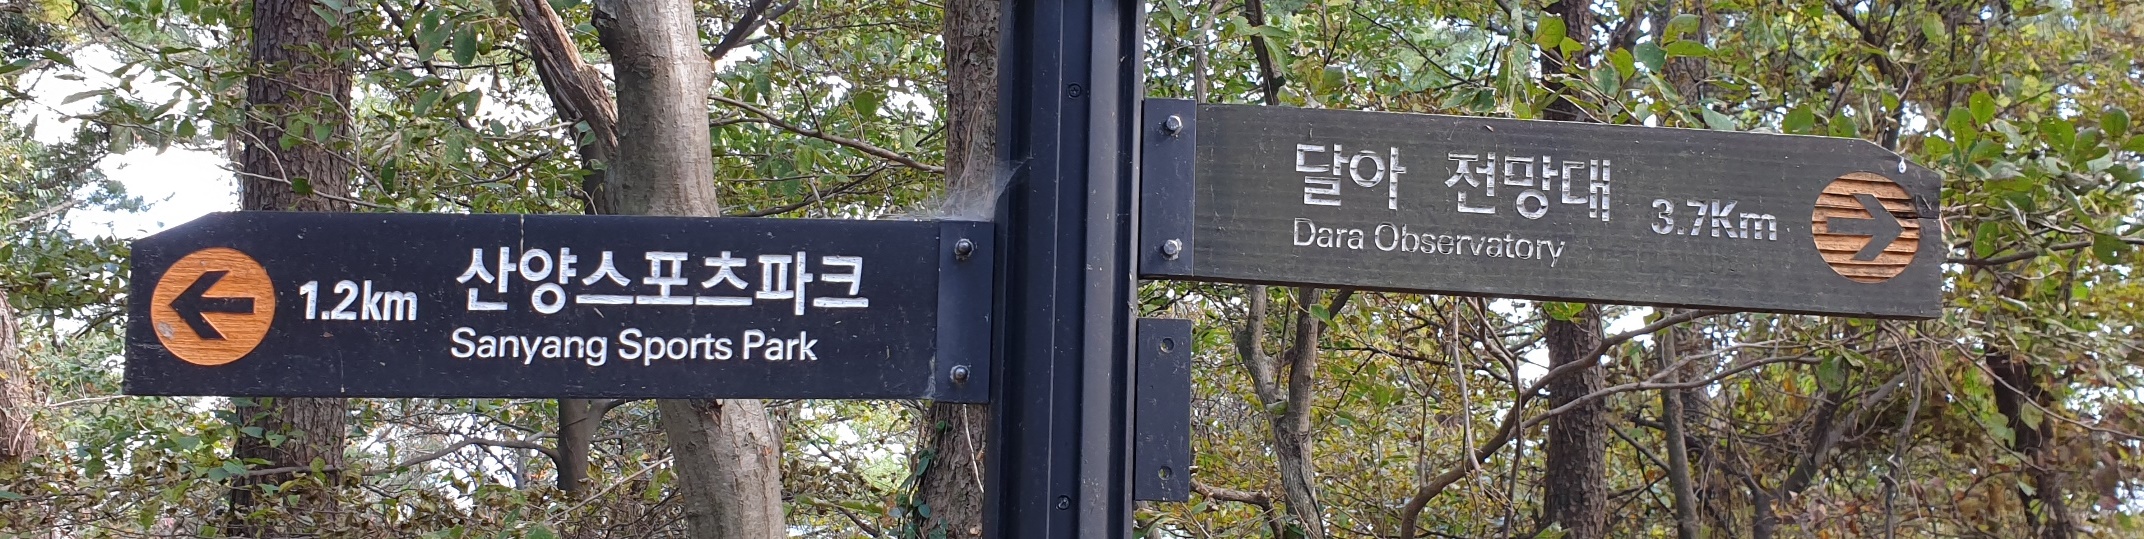 1.2km 산양스포츠파크
Sanyang Sports Park
달아 전망대 3.7Km
Dara Observatory